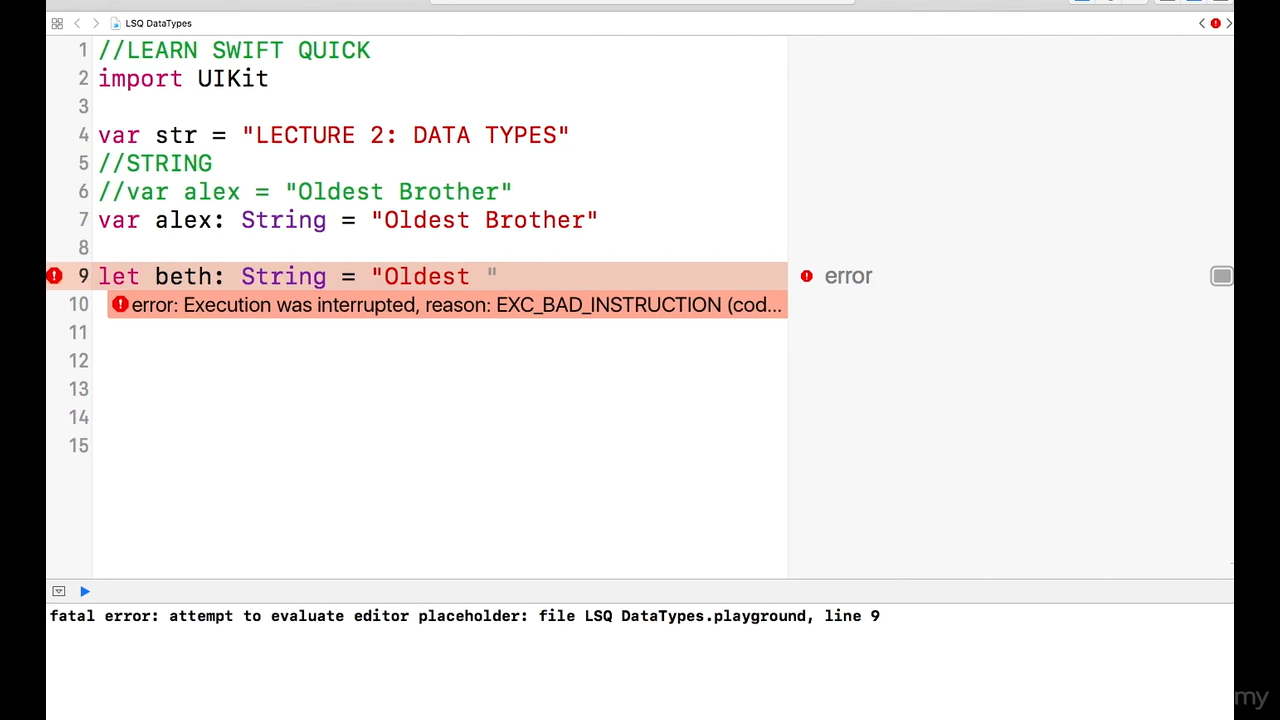 LSQ DataTypes
1 //LEARN SWIFT QUICK
2 import UIKit
3
4 var str = "LECTURE 2: DATA TYPES"
5 //STRING
6 //var alex = "Oldest Brother"
7 var alex: String = "Oldest Brother"
8
9 let beth: String = "Oldest "
error
10 error: Execution was interrupted, reason: EXC_BAD_INSTRUCTION (cod...
11
12
13
14
15
fatal error: attempt to evaluate editor placeholder: file LSQ DataTypes.playground, line 9
my